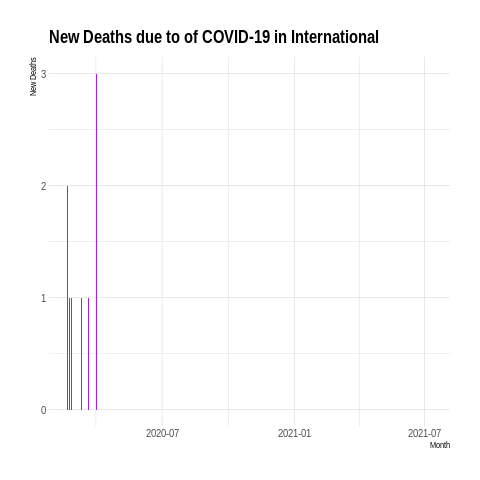 New Deaths due to of COVID-19 in International
New Deaths
3
2
1
0
2020-07 2021-01 2021-07
Month